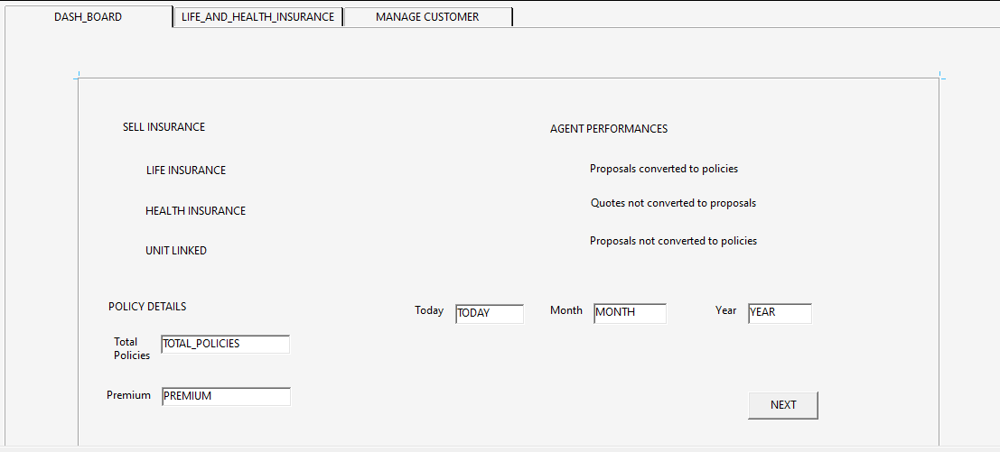 DASH_BOARD
LIFE_AND_HEALTH_INSURANCE
MANAGE CUSTOMER
SELL INSURANCE
LIFE INSURANCE
HEALTH INSURANCE
UNIT LINKED
AGENT PERFORMANCES
Proposals converted to policies
Quotes not converted to proposals
Proposals not converted to policies
POLICY DETAILS
Today
TODAY
Month
MONTH
Year
YEAR
Total
Policies
TOTAL_POLICIES
Premium
PREMIUM
NEXT